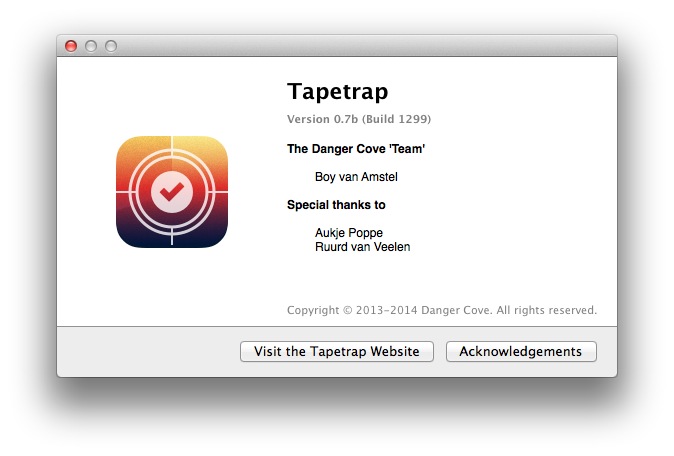 Tapetrap
Version 0.7b (Build 1299)
The Danger Cove 'Team'
Boy van Amstel
Special thanks to
Aukje Poppe
Ruurd van Veelen
Copyright © 2013-2014 Danger Cove. All rights reserved.
Visit the Tapetrap Website
Acknowledgements